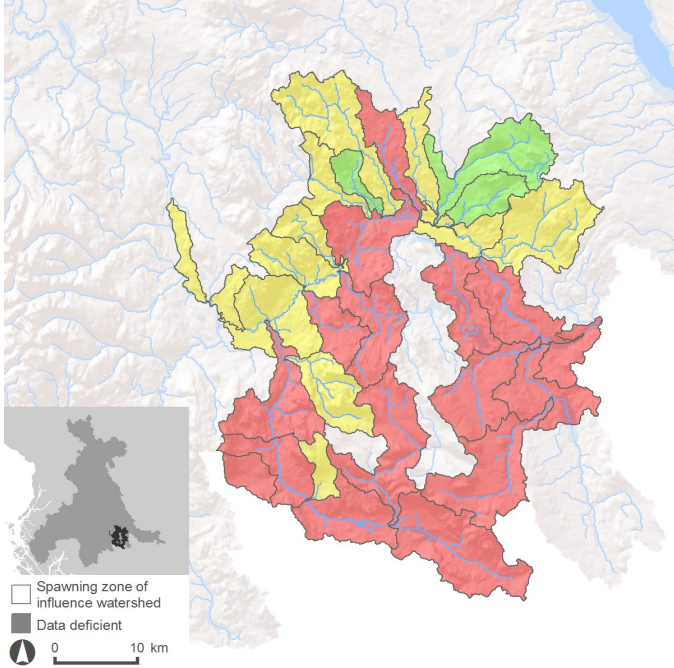 Spawning zone of
influence watershed
Data deficient
0 10 km